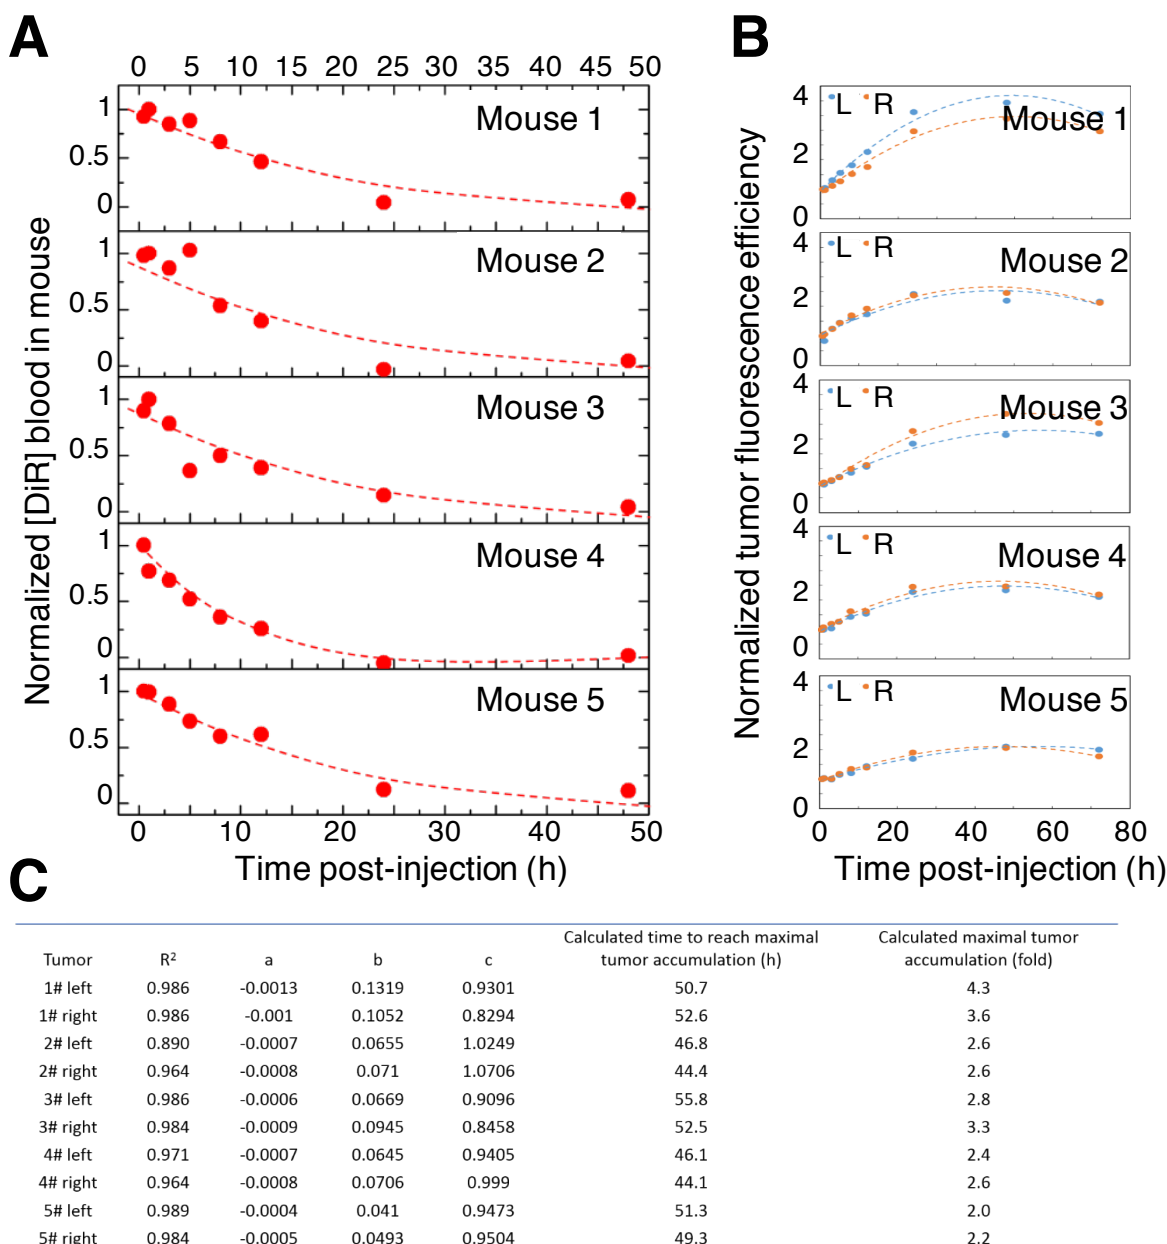 A
0 5 10 15 20 25 30 35 40 45 50
Normalized [DiR] blood in mouse
1
0.5
0
Mouse 1
1
0.5
0
Mouse 2
1
0.5
0
Mouse 3
1
0.5
0
Mouse 4
1
0.5
0
Mouse 5
0 10 20 30 40 50
Time post-injection (h)
B
Normalized tumor fluorescence efficiency
4
2
0
L R
Mouse 1
4
2
0
L R
Mouse 2
4
2
0
L R
Mouse 3
4
2
0
L R
Mouse 4
4
2
0
L R
Mouse 5
0 20 40 60 80
Time post-injection (h)
C
Calculated time to reach maximal Calculated maximal tumor
Tumor R² a b c tumor accumulation (h) accumulation (fold)
1# left 0.986 -0.0013 0.1319 0.9301 50.7 4.3
1# right 0.986 -0.001 0.1052 0.8294 52.6 3.6
2# left 0.890 -0.0007 0.0655 1.0249 46.8 2.6
2# right 0.964 -0.0008 0.071 1.0706 44.4 2.6
3# left 0.986 -0.0006 0.0669 0.9096 55.8 2.8
3# right 0.984 -0.0009 0.0945 0.8458 52.5 3.3
4# left 0.971 -0.0007 0.0645 0.9405 46.1 2.4
4# right 0.964 -0.0008 0.0706 0.999 44.1 2.6
5# left 0.989 -0.0004 0.041 0.9473 51.3 2.0
5# right 0.984 -0.0005 0.0493 0.9504 49.3 2.2